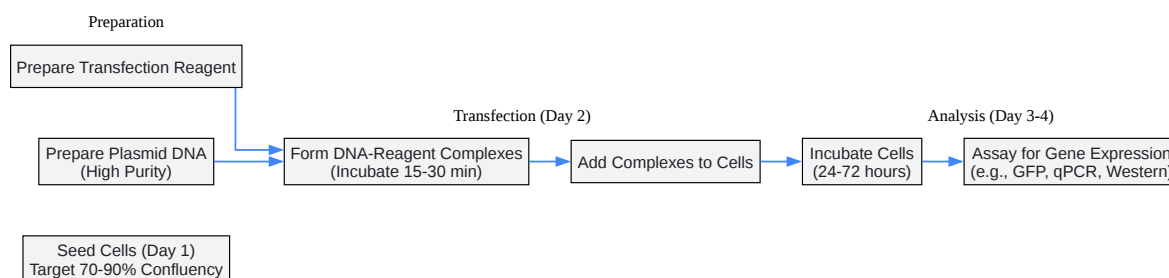 Preparation
Prepare Transfection Reagent
Transfection (Day 2)
Analysis (Day 3-4)
Prepare Plasmid DNA
(High Purity)
Form DNA-Reagent Complexes
(Incubate 15-30 min)
Add Complexes to Cells
Incubate Cells
(24-72 hours)
Assay for Gene Expression
(e.g., GFP, qPCR, Western)
Seed Cells (Day 1)
Target 70-90% Confluency